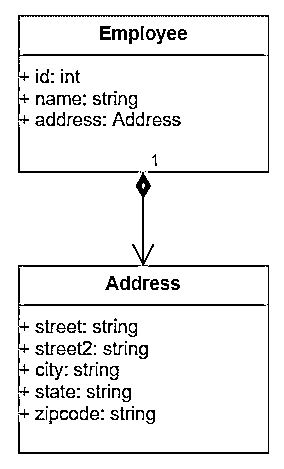 Employee
+ id: int
+ name: string
+ address: Address
1
Address
+ street: string
+ street2: string
+ city: string
+ state: string
+ zipcode: string